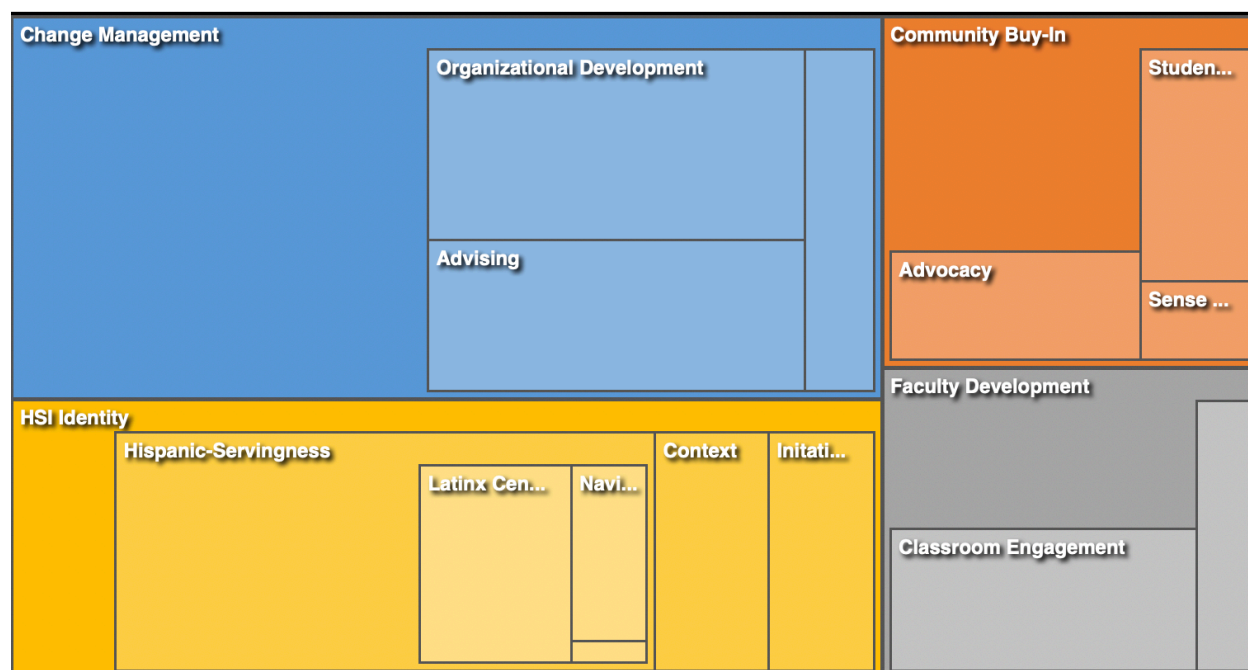 Change Management
Organizational Development
Advising
Community Buy-In
Studen...
Advocacy
Sense ...
HSI Identity
Hispanic-Servingness
Latinx Cen...
Navi...
Context
Initati...
Faculty Development
Classroom Engagement